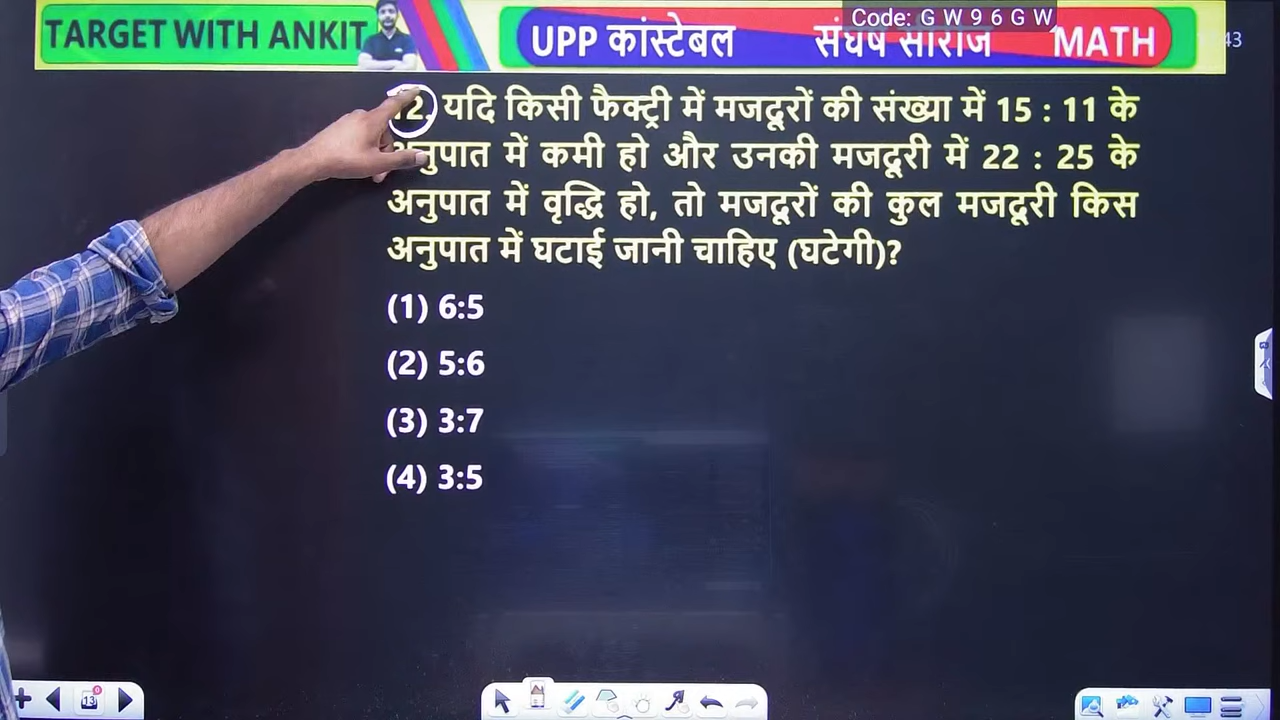 TARGET WITH ANKIT
UPP कांस्टेबल संघर्ष सीरीज MATH
Code: G W 9 6 G W
43
12. यदि किसी फैक्ट्री में मजदूरों की संख्या में 15 : 11 के
अनुपात में कमी हो और उनकी मजदूरी में 22 : 25 के
अनुपात में वृद्धि हो, तो मजदूरों की कुल मजदूरी किस
अनुपात में घटाई जानी चाहिए (घटेगी)?
(1) 6:5
(2) 5:6
(3) 3:7
(4) 3:5
13